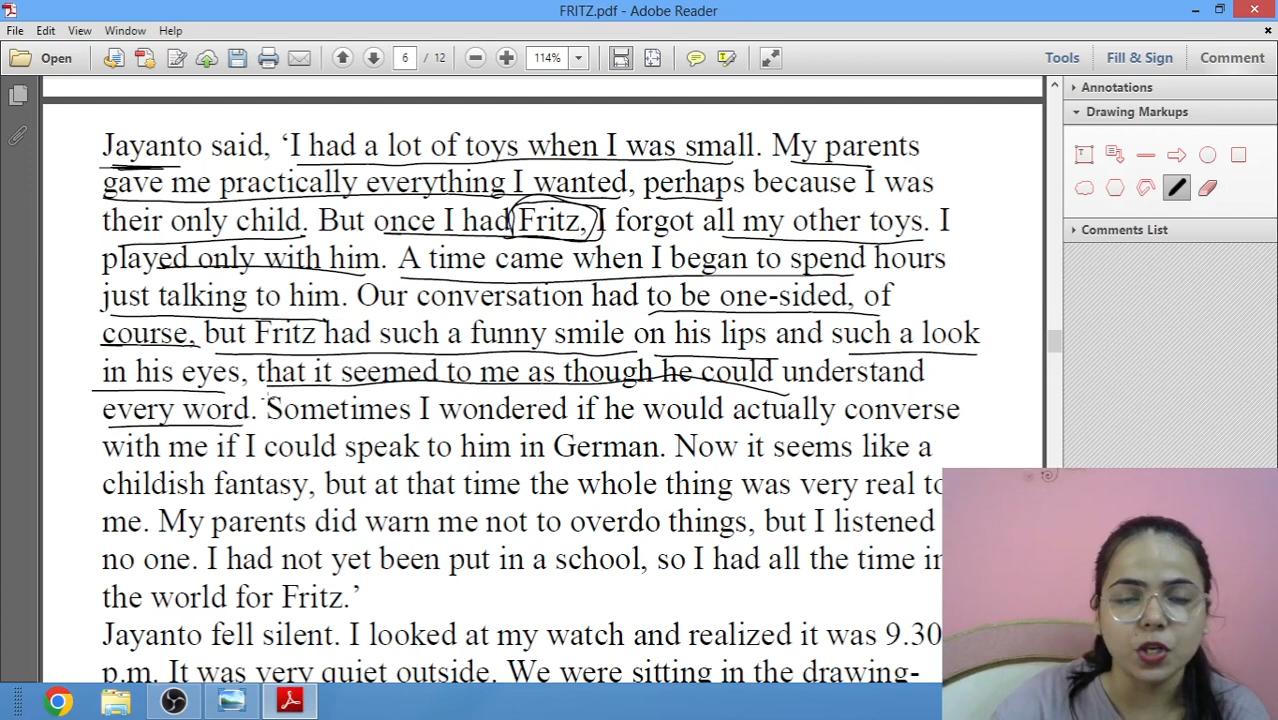 FRITZ.pdf - Adobe Reader
File Edit View Window Help
Open 6 / 12 114% Tools Fill & Sign Comment
Annotations
Drawing Markups
Comments List
Jayanto said, ‘I had a lot of toys when I was small. My parents
gave me practically everything I wanted, perhaps because I was
their only child. But once I had Fritz, I forgot all my other toys. I
played only with him. A time came when I began to spend hours
just talking to him. Our conversation had to be one-sided, of
course, but Fritz had such a funny smile on his lips and such a look
in his eyes, that it seemed to me as though he could understand
every word. Sometimes I wondered if he would actually converse
with me if I could speak to him in German. Now it seems like a
childish fantasy, but at that time the whole thing was very real to
me. My parents did warn me not to overdo things, but I listened
no one. I had not yet been put in a school, so I had all the time in
the world for Fritz.’
Jayanto fell silent. I looked at my watch and realized it was 9.30
p.m. It was very quiet outside. We were sitting in the drawing-